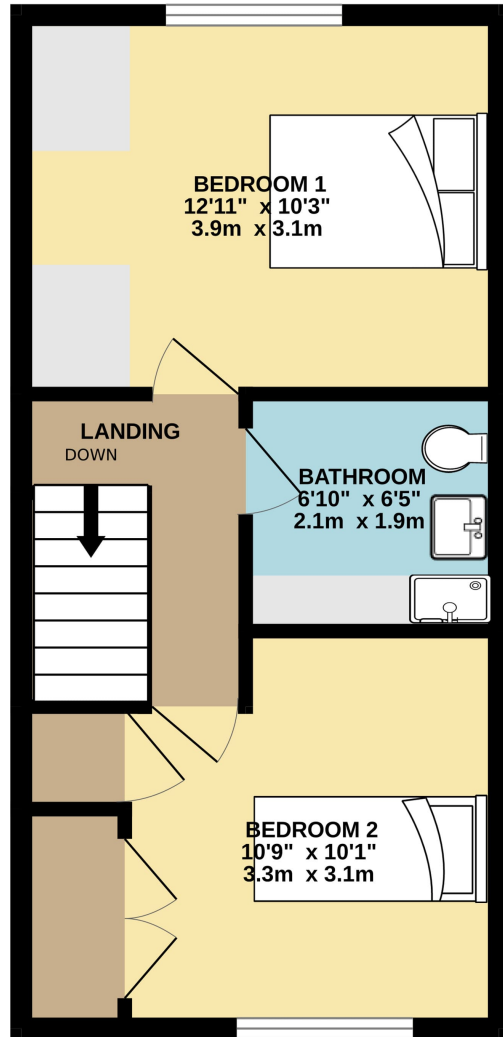 BEDROOM 1
12'11" x 10'3"
3.9m x 3.1m
LANDING
DOWN
BATHROOM
6'10" x 6'5"
2.1m x 1.9m
BEDROOM 2
10'9" x 10'1"
3.3m x 3.1m